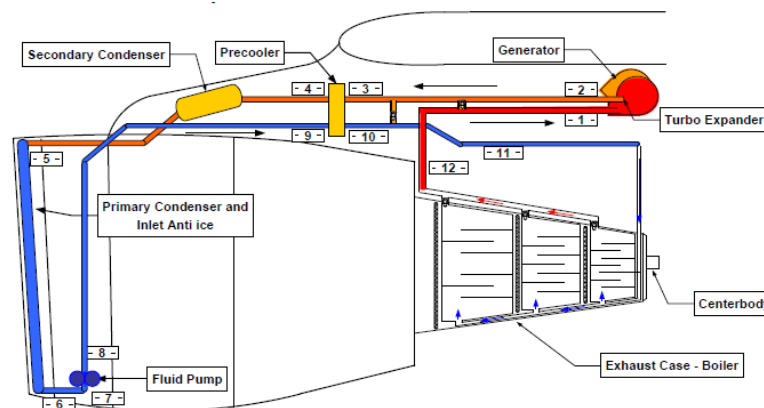 Secondary Condenser
Precooler
Generator
- 4 -
- 3 -
- 2 -
Turbo Expander
- 1 -
- 9 -
- 10 -
- 5 -
- 11 -
- 12 -
Primary Condenser and
Inlet Anti ice
Centerbody
- 8 -
Fluid Pump
Exhaust Case - Boiler
- 6 -
- 7 -